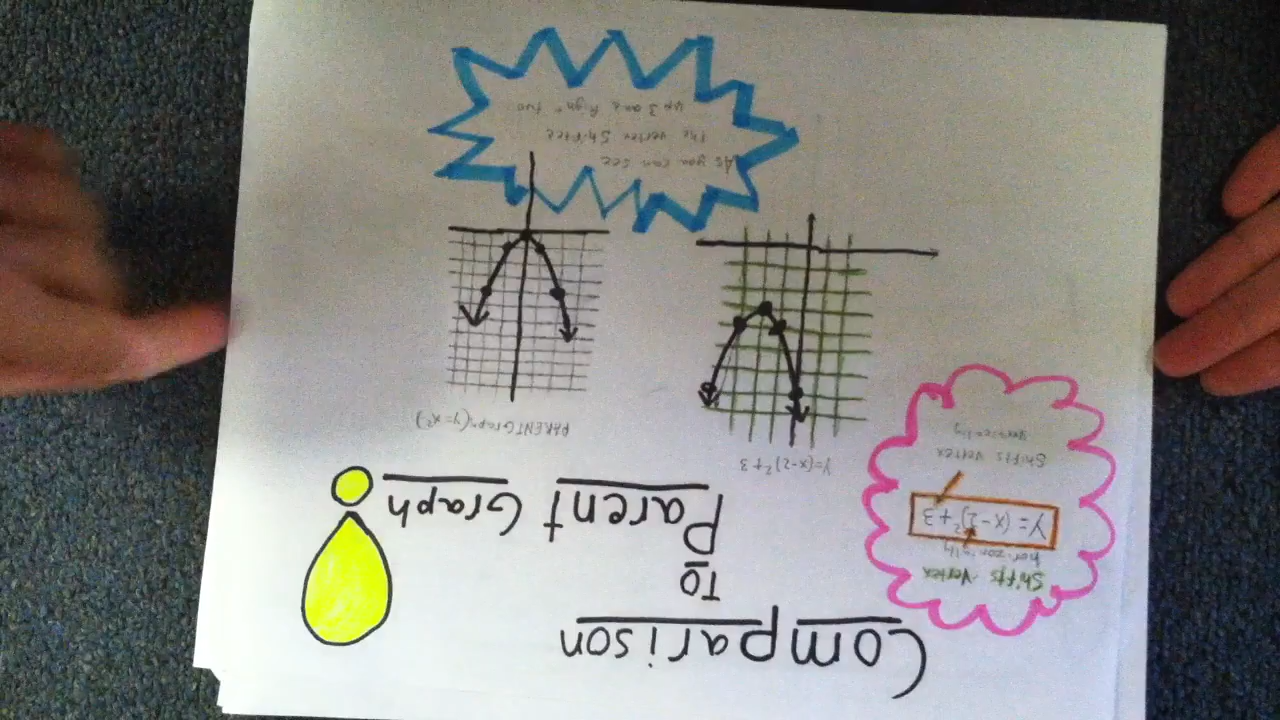 Comparison
To
Parent Graph
Shifts Vertex
horizontally
y = (x-2)² + 3
Shifts vertex
vertically
y=(x-2)²+3
PARENT Graph (y=x²)
As you can see
the vertex shifted
up 3 and Right two